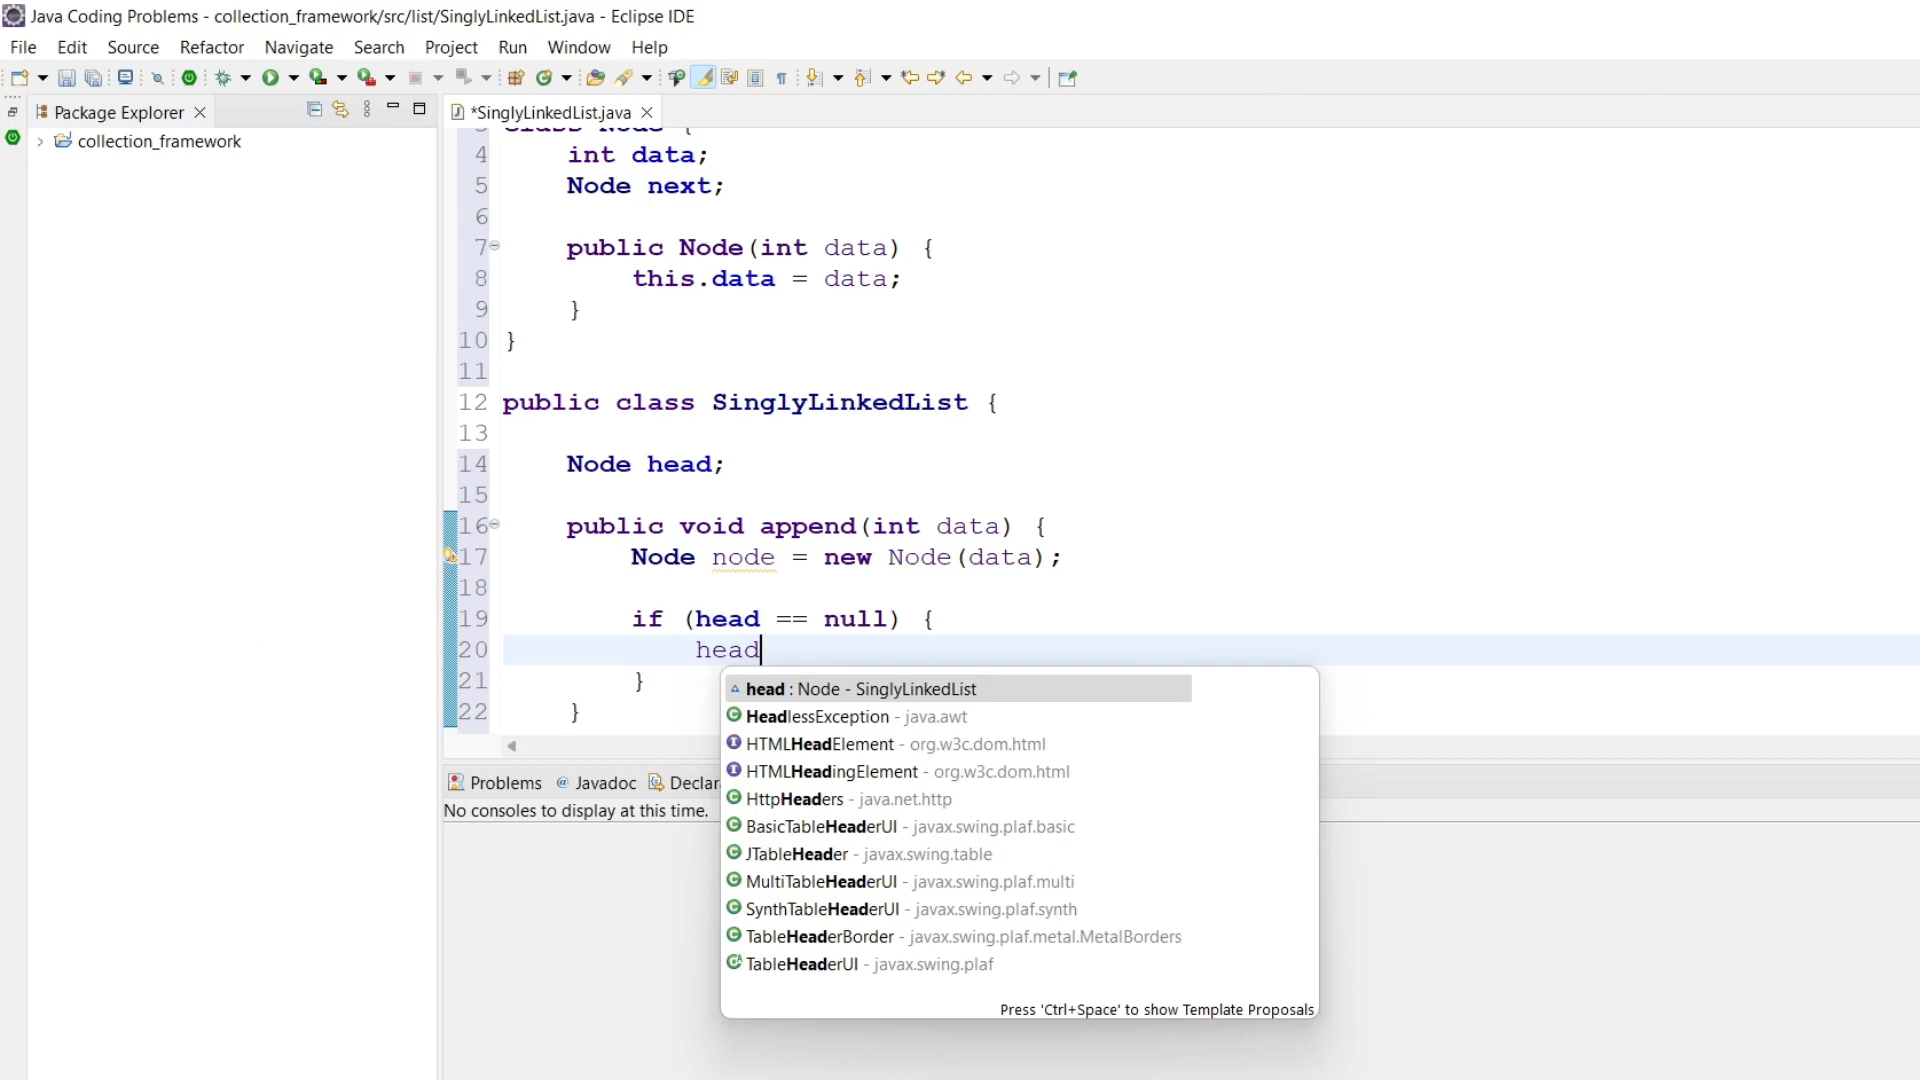 Java Coding Problems - collection_framework/src/list/SinglyLinkedList.java - Eclipse IDE
File Edit Source Refactor Navigate Search Project Run Window Help
Package Explorer
*SinglyLinkedList.java
collection_framework
3 class Node {
4 int data;
5 Node next;
6
7 public Node(int data) {
8 this.data = data;
9 }
10 }
11
12 public class SinglyLinkedList {
13
14 Node head;
15
16 public void append(int data) {
17 Node node = new Node(data);
18
19 if (head == null) {
20 head
21 }
22 }
head : Node - SinglyLinkedList
HeadlessException - java.awt
HTMLHeadElement - org.w3c.dom.html
HTMLHeadingElement - org.w3c.dom.html
HttpHeaders - java.net.http
BasicTableHeaderUI - javax.swing.plaf.basic
JTableHeader - javax.swing.table
MultiTableHeaderUI - javax.swing.plaf.multi
SynthTableHeaderUI - javax.swing.plaf.synth
TableHeaderBorder - javax.swing.plaf.metal.MetalBorders
TableHeaderUI - javax.swing.plaf
Press 'Ctrl+Space' to show Template Proposals
Problems @ Javadoc Declar
No consoles to display at this time.